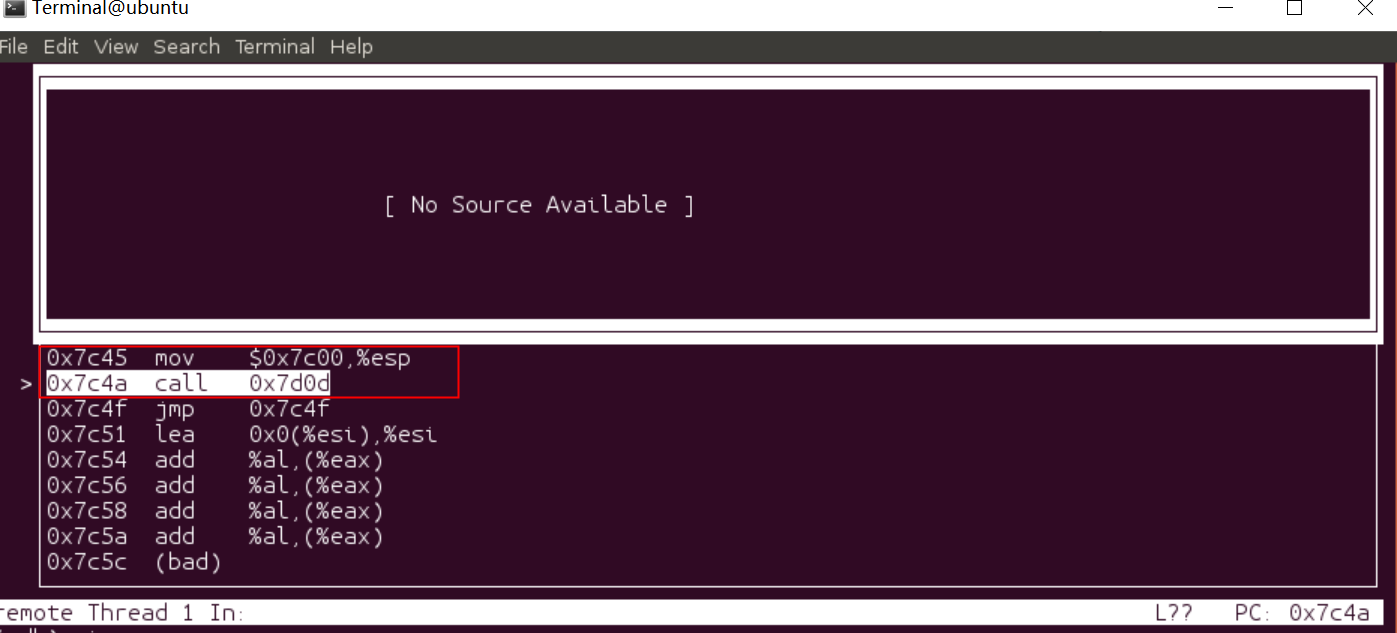 Terminal@ubuntu
File Edit View Search Terminal Help
[ No Source Available ]
0x7c45 mov $0x7c00,%esp
> 0x7c4a call 0x7d0d
0x7c4f jmp 0x7c4f
0x7c51 lea 0x0(%esi),%esi
0x7c54 add %al,(%eax)
0x7c56 add %al,(%eax)
0x7c58 add %al,(%eax)
0x7c5a add %al,(%eax)
0x7c5c (bad)
remote Thread 1 In: L?? PC: 0x7c4a